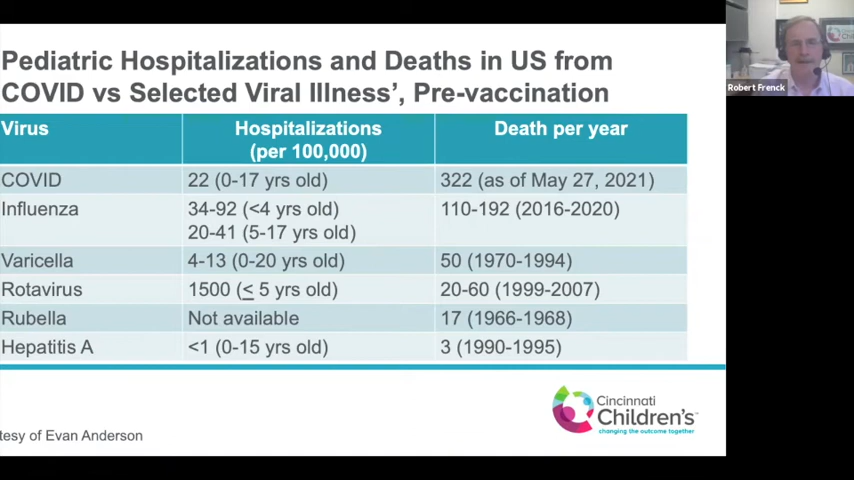 Pediatric Hospitalizations and Deaths in US from
COVID vs Selected Viral Illness’, Pre-vaccination
Virus
Hospitalizations
(per 100,000)
Death per year
COVID
22 (0-17 yrs old)
322 (as of May 27, 2021)
Influenza
34-92 (<4 yrs old)
20-41 (5-17 yrs old)
110-192 (2016-2020)
Varicella
4-13 (0-20 yrs old)
50 (1970-1994)
Rotavirus
1500 (≤ 5 yrs old)
20-60 (1999-2007)
Rubella
Not available
17 (1966-1968)
Hepatitis A
<1 (0-15 yrs old)
3 (1990-1995)
Cincinnati
Children's™
changing the outcome together
tesy of Evan Anderson
Robert Frenck